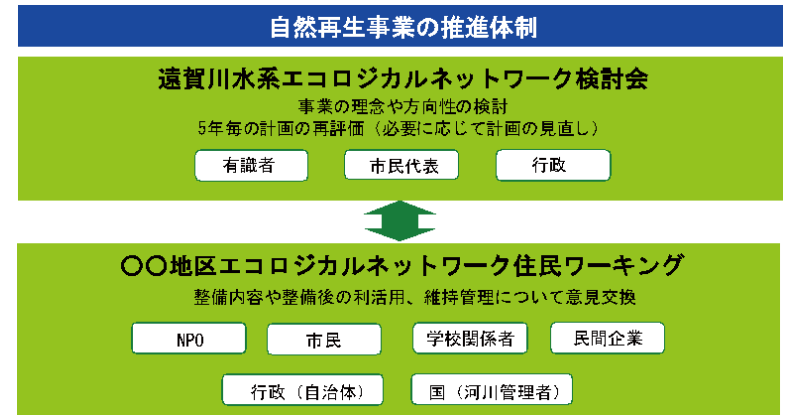 自然再生事業の推進体制
遠賀川水系エコロジカルネットワーク検討会
事業の理念や方向性の検討
5年毎の計画の再評価（必要に応じて計画の見直し）
有識者 市民代表 行政
〇〇地区エコロジカルネットワーク住民ワーキング
整備内容や整備後の利活用、維持管理について意見交換
NPO 市民 学校関係者 民間企業
行政（自治体） 国（河川管理者）